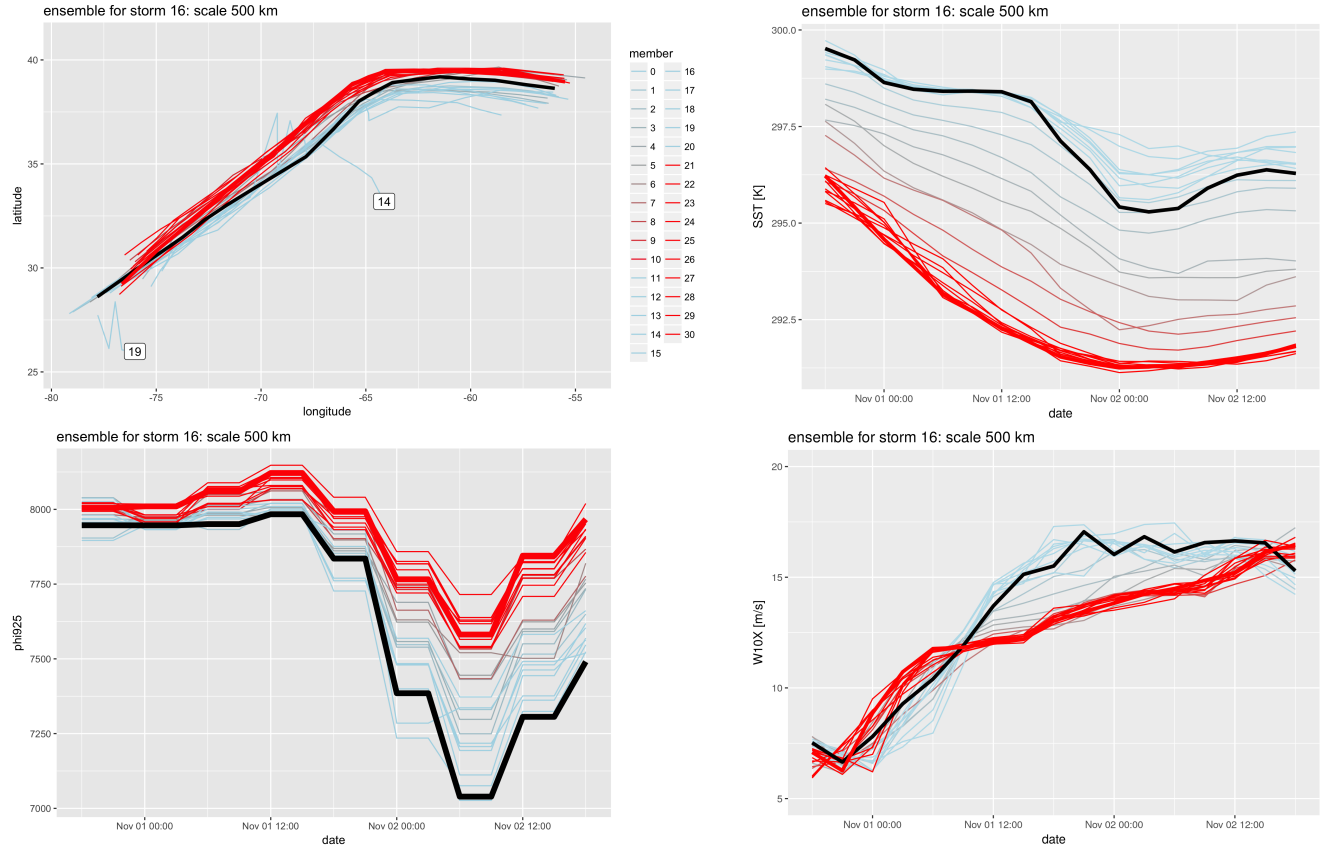 ensemble for storm 16: scale 500 km
latitude
40
35
30
25
14
19
-80
-75
-70
-65
-60
-55
longitude
member
0
1
2
3
4
5
6
7
8
9
10
11
12
13
14
15
16
17
18
19
20
21
22
23
24
25
26
27
28
29
30
ensemble for storm 16: scale 500 km
SST [K]
300.0
297.5
295.0
292.5
Nov 01 00:00
Nov 01 12:00
Nov 02 00:00
Nov 02 12:00
date
ensemble for storm 16: scale 500 km
phi925
8000
7750
7500
7250
7000
Nov 01 00:00
Nov 01 12:00
Nov 02 00:00
Nov 02 12:00
date
ensemble for storm 16: scale 500 km
W10X [m/s]
20
15
10
5
Nov 01 00:00
Nov 01 12:00
Nov 02 00:00
Nov 02 12:00
date